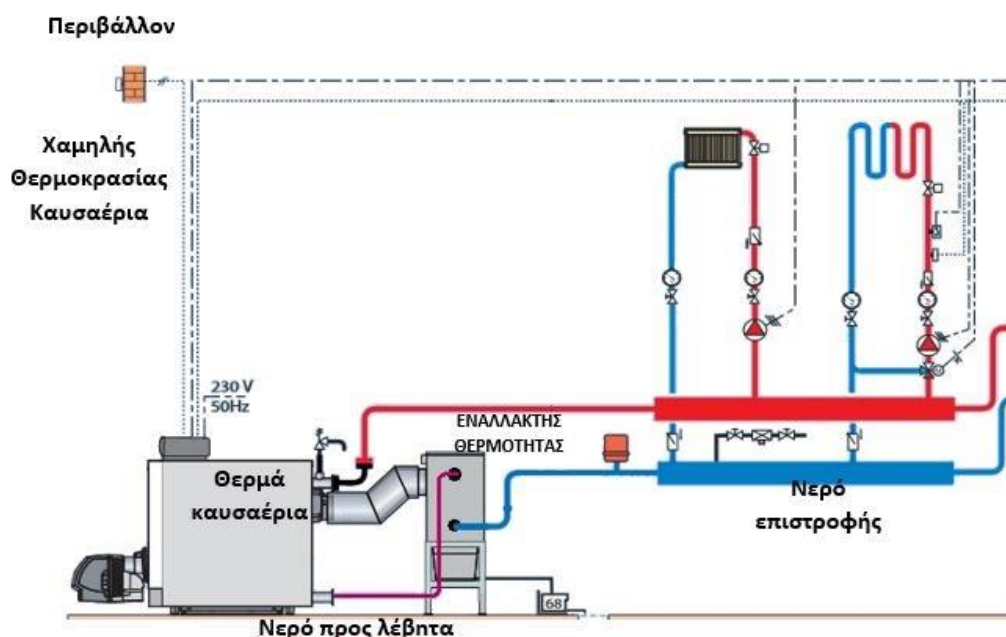 Περιβάλλον
Χαμηλής
Θερμοκρασίας
Καυσαέρια
230 V
50Hz
ΕΝΑΛΛΑΚΤΗΣ
ΘΕΡΜΟΤΗΤΑΣ
Θερμά
καυσαέρια
Νερό
επιστροφής
68
Νερό προς λέβητα